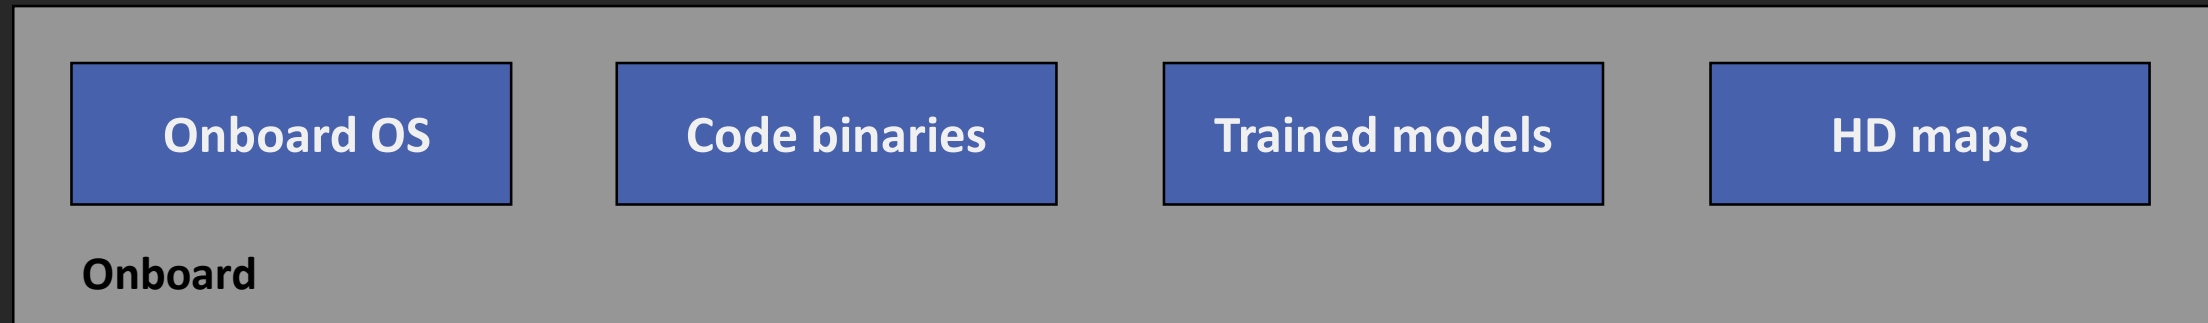 Onboard OS
Code binaries
Trained models
HD maps
Onboard